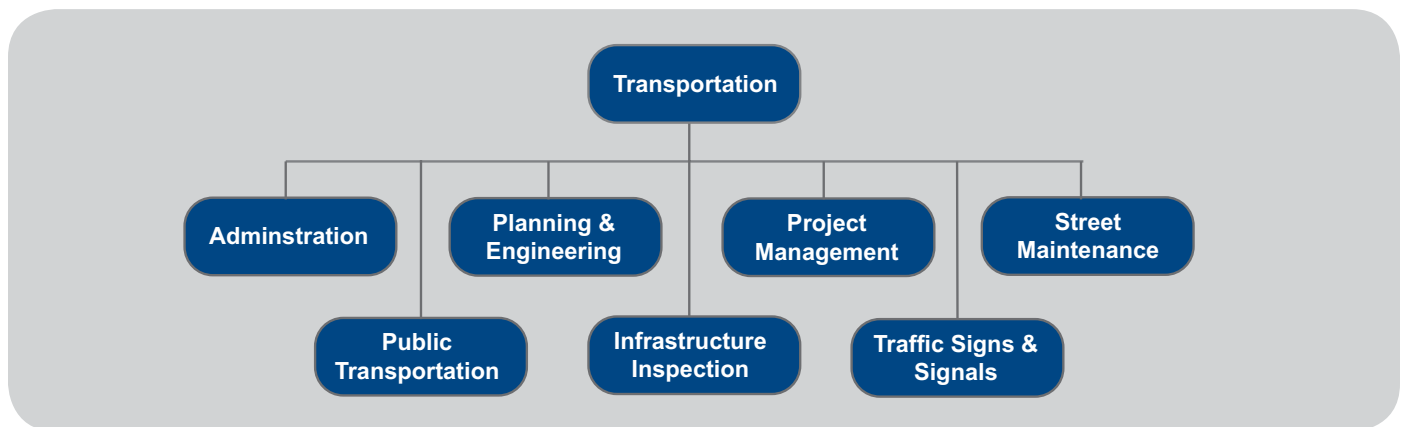 Transportation
Adminstration
Planning &
Engineering
Project
Management
Street
Maintenance
Public
Transportation
Infrastructure
Inspection
Traffic Signs &
Signals